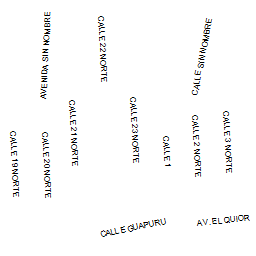 AVENIDA SIN NOMBRE
CALLE 22 NORTE
CALLE SIN NOMBRE
CALLE 21 NORTE
CALLE 23 NORTE
CALLE 19 NORTE
CALLE 20 NORTE
CALLE 1
CALLE 2 NORTE
CALLE 3 NORTE
CALLE GUAPURU
AV. EL QUIOR